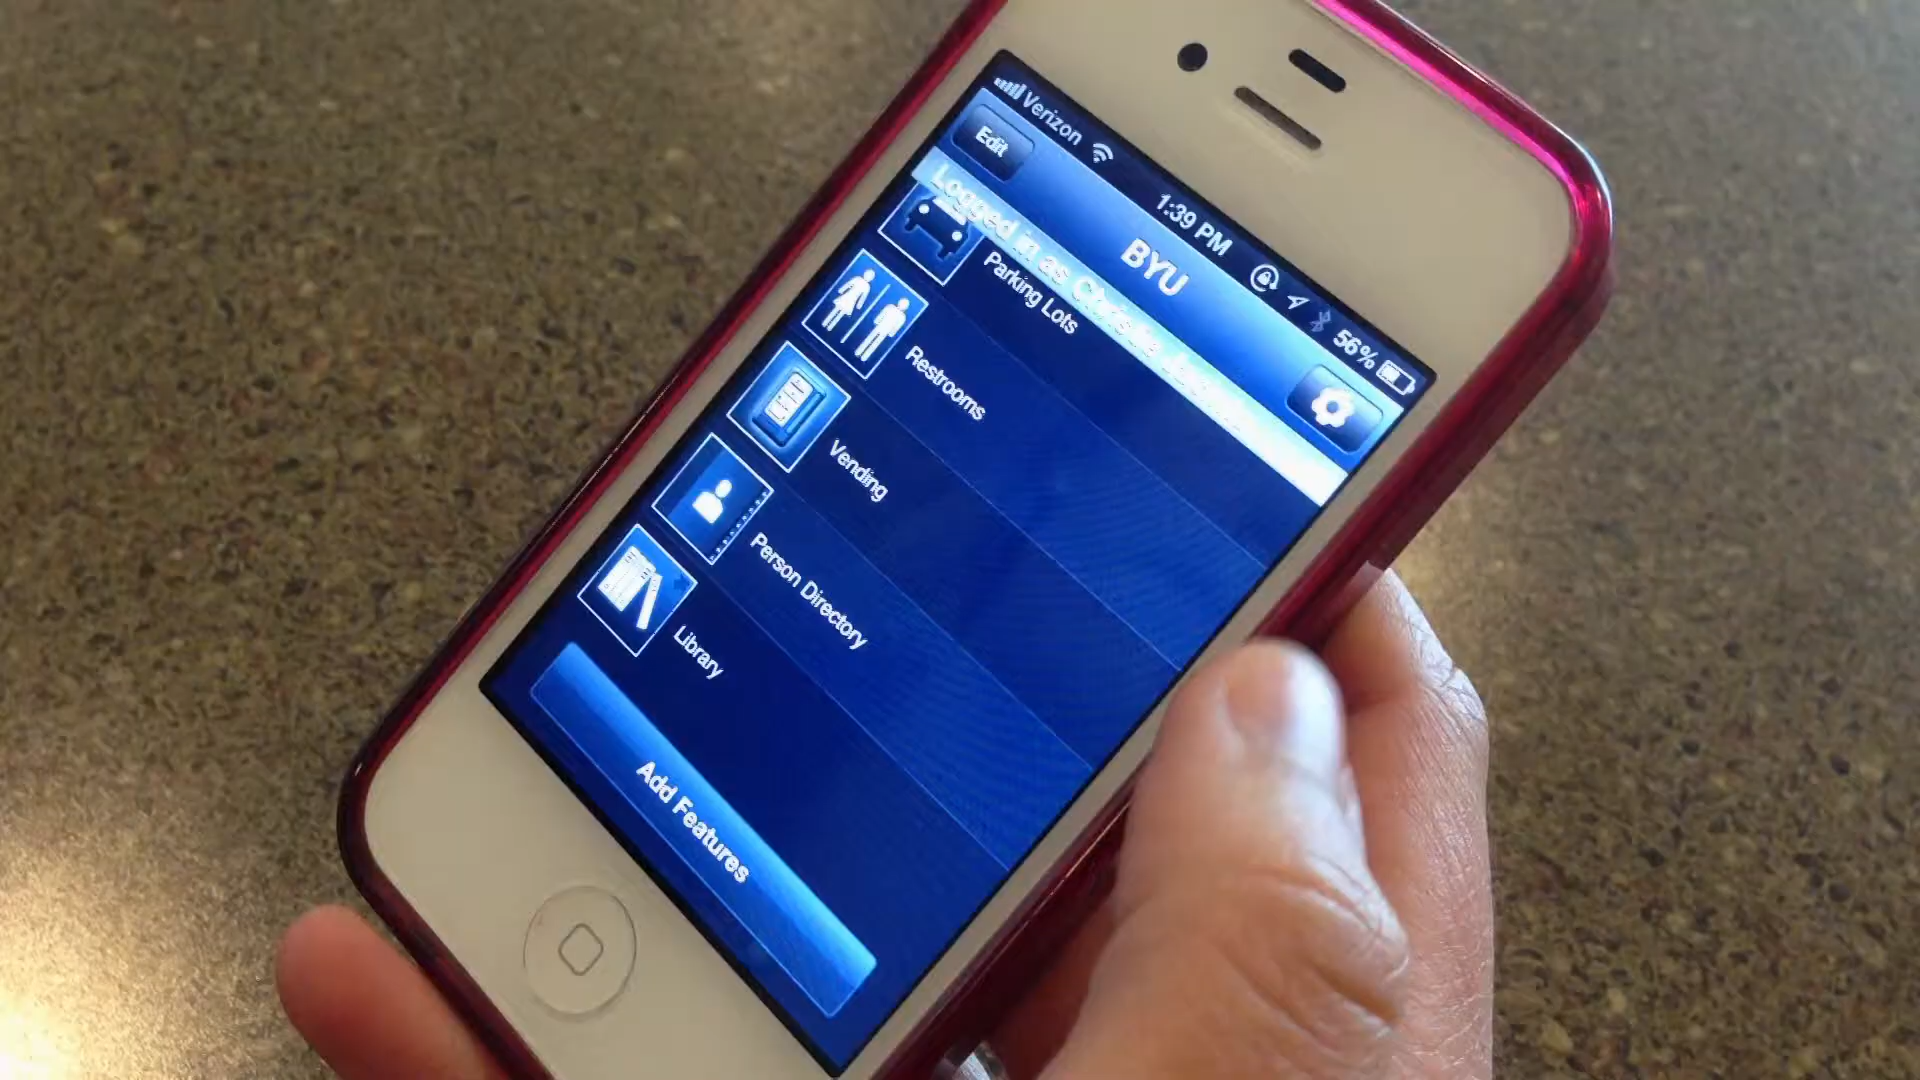 Verizon 1:39 PM 56%
Edit BYU
Logged in as Christie
Parking Lots
Restrooms
Vending
Person Directory
Library
Add Features